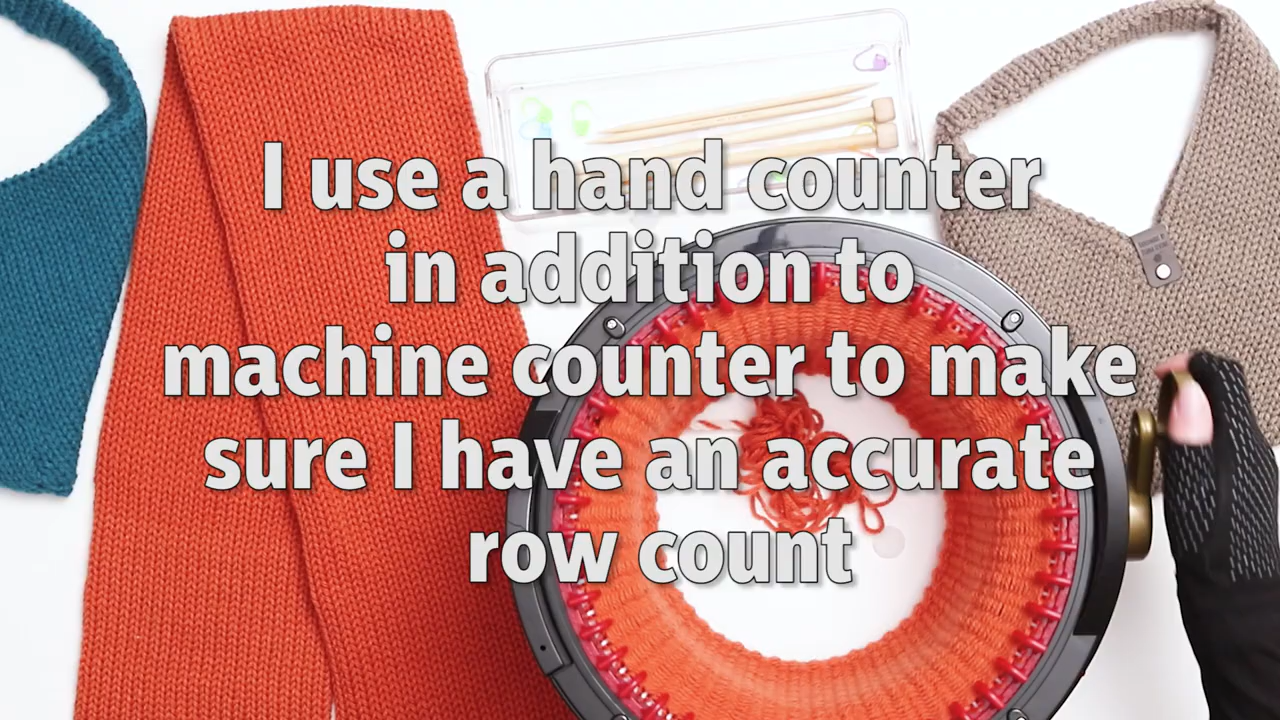 I use a hand counter
in addition to
machine counter to make
sure I have an accurate
row count